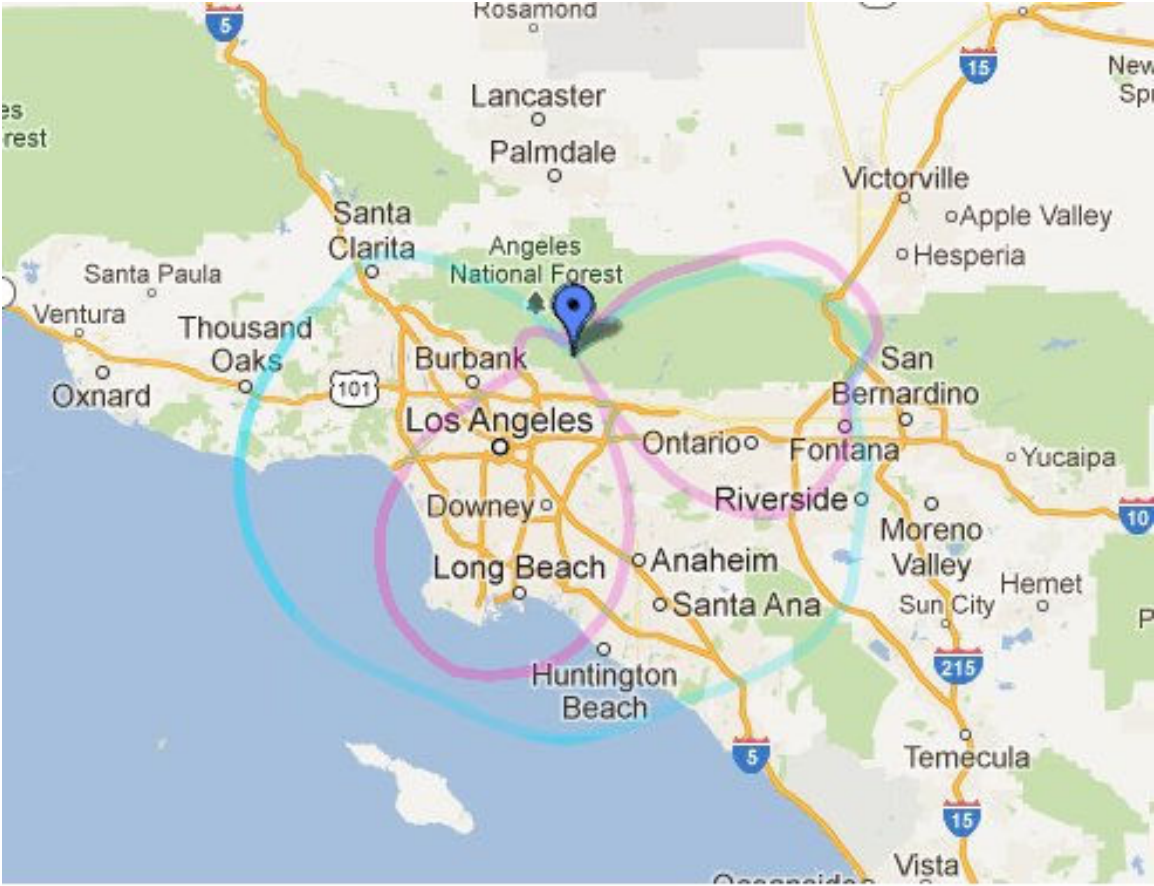 Rosamond
5
15
New
Spr
Lancaster
es
rest
Palmdale
Victorville
Santa
Clarita
Apple Valley
Angeles
National Forest
Hesperia
Santa Paula
Ventura
Thousand
Oaks
Burbank
San
Bernardino
Oxnard
101
Los Angeles
Ontario
Fontana
Yucaipa
Downey
Riverside
10
Moreno
Valley
Anaheim
Long Beach
Hemet
Santa Ana
Sun City
P
215
Huntington
Beach
5
Temecula
15
Vista
Oceanside